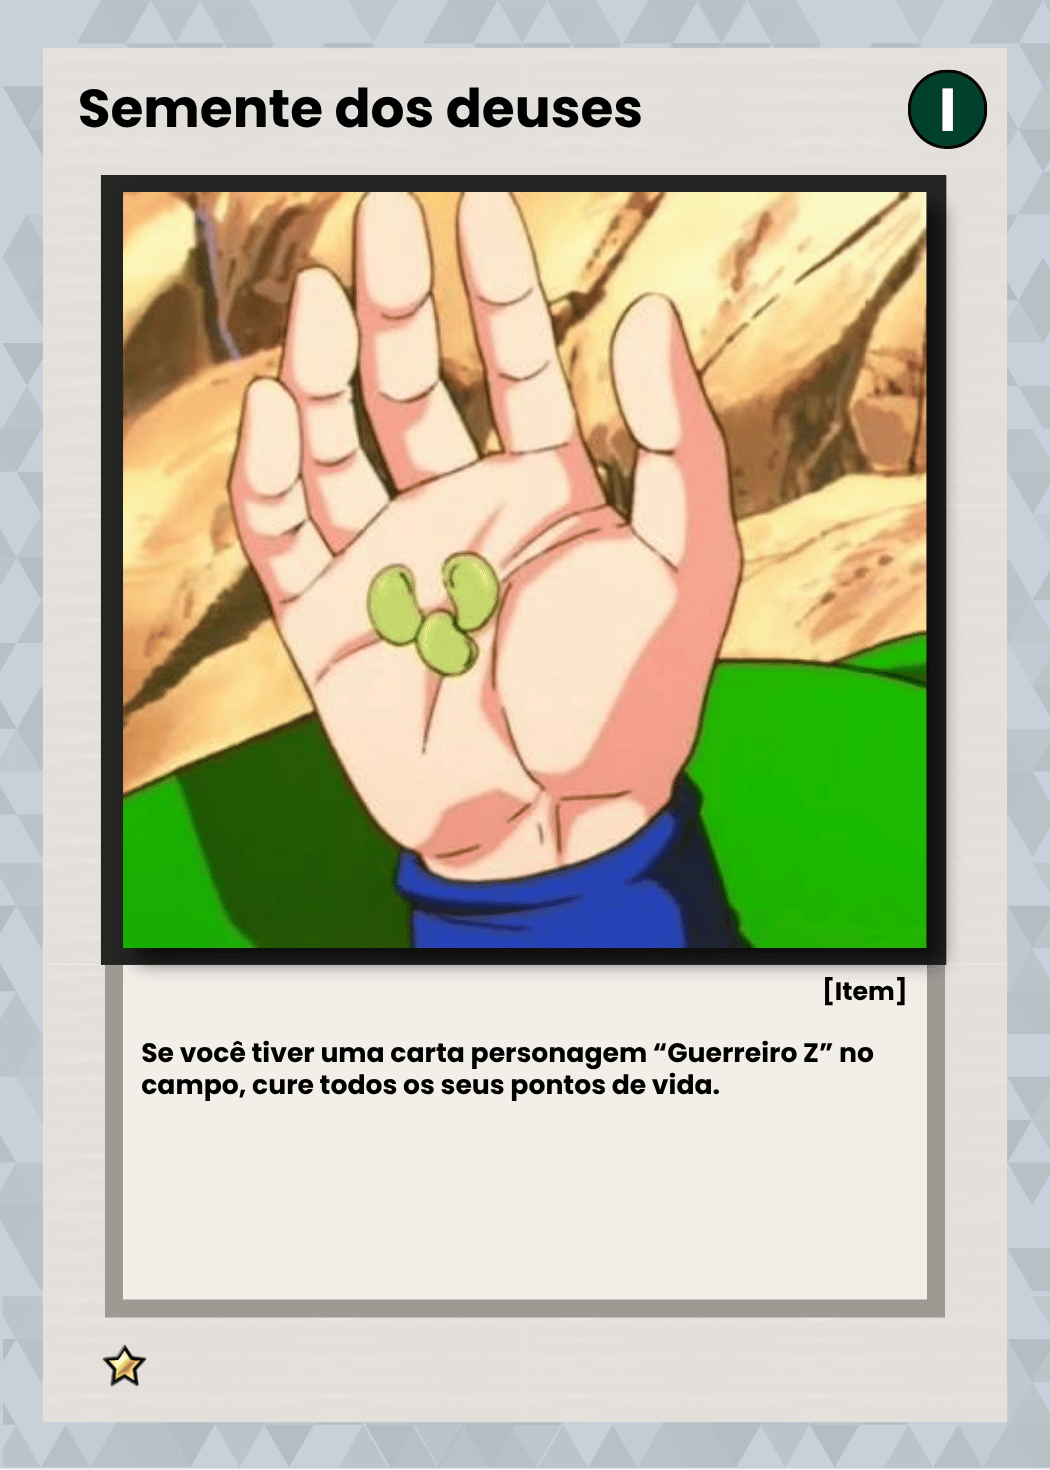 Semente dos deuses
I
[Item]
Se você tiver uma carta personagem “Guerreiro Z” no
campo, cure todos os seus pontos de vida.